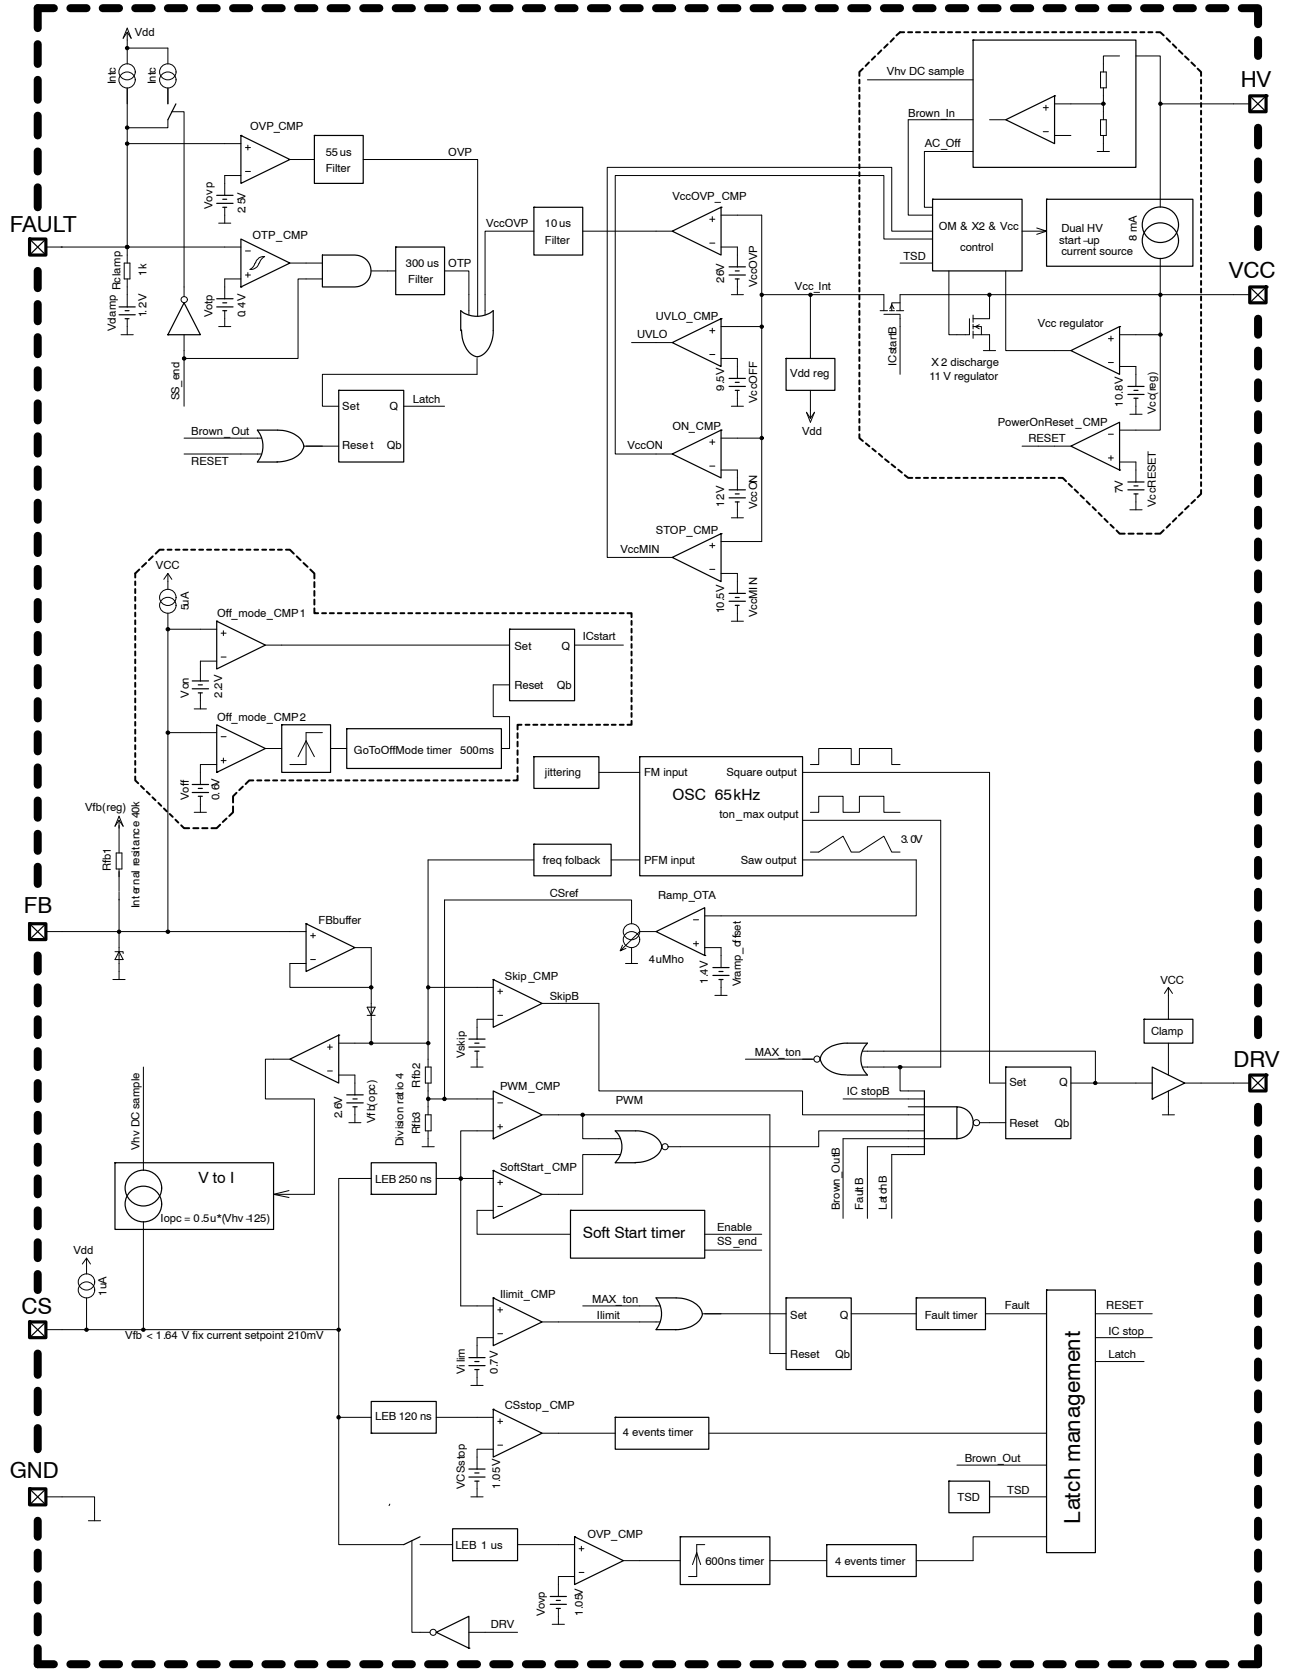 Vdd
HV
Intc
Intc
Vhv DC sample
Brown_In
AC_Off
OVP_CMP
55 us
Filter
OVP
Vovp
2.5V
FAULT
OTP_CMP
300 us
Filter
OTP
Votp
0.4V
Rclamp
1k
Vclamp
1.2V
SS_end
Set
Q
Latch
Reset
Qb
Brown_Out
RESET
VccOVP
10 us
Filter
VccOVP_CMP
26V
VccOVP
UVLO_CMP
UVLO
9.5V
VccOFF
ON_CMP
VccON
12V
VccON
STOP_CMP
VccMIN
10.5V
VccMIN
Vcc_Int
Vdd reg
Vdd
ICstartB
OM & X2 & Vcc
control
TSD
Dual HV
start-up
current source
8 mA
VCC
X2 discharge
11 V regulator
Vcc regulator
10.8V
Vcc(reg)
PowerOnReset_CMP
RESET
7V
VccRESET
VCC
5uA
Off_mode_CMP1
Von
2.2V
Set
Q
ICstart
Reset
Qb
Off_mode_CMP2
Voff
0.6V
GoToOffMode timer 500ms
Vfb(reg)
Rfb1
Internal resitance 40k
FB
FBbuffer
jittering
FM input
Square output
OSC 65kHz
ton_max output
freq folback
PFM input
Saw output
3.0V
CSref
Ramp_OTA
4uMho
1.4V
Vramp_offset
Skip_CMP
SkipB
Vskip
2.6V
Vfb(opc)
Division ratio 4
Rfb2
Rfb3
PWM_CMP
PWM
SoftStart_CMP
MAX_ton
IC stopB
Brown_OutB
FaultB
LatchB
Set
Q
Reset
Qb
VCC
Clamp
DRV
Vhv DC sample
V to I
Iopc = 0.5u*(Vhv-125)
LEB 250 ns
Soft Start timer
Enable
SS_end
Vdd
1uA
CS
Vfb < 1.64 V fix current setpoint 210mV
Ilimit_CMP
MAX_ton
Ilimit
Vilim
0.7V
Set
Q
Reset
Qb
Fault timer
Fault
RESET
IC stop
Latch
Latch management
LEB 120 ns
CSstop_CMP
VCSstop
1.05V
4 events timer
Brown_Out
TSD
TSD
GND
LEB 1 us
OVP_CMP
Vovp
1.05V
600ns timer
4 events timer
DRV